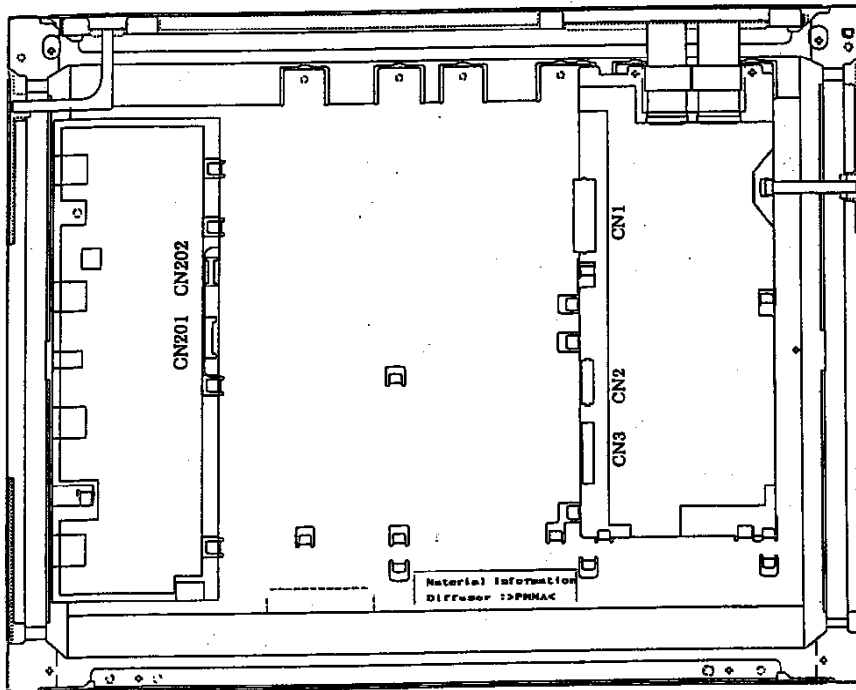 CN202
CN201
CN1
CN2
CN3
Material Information
Diffuser :>PMMA<